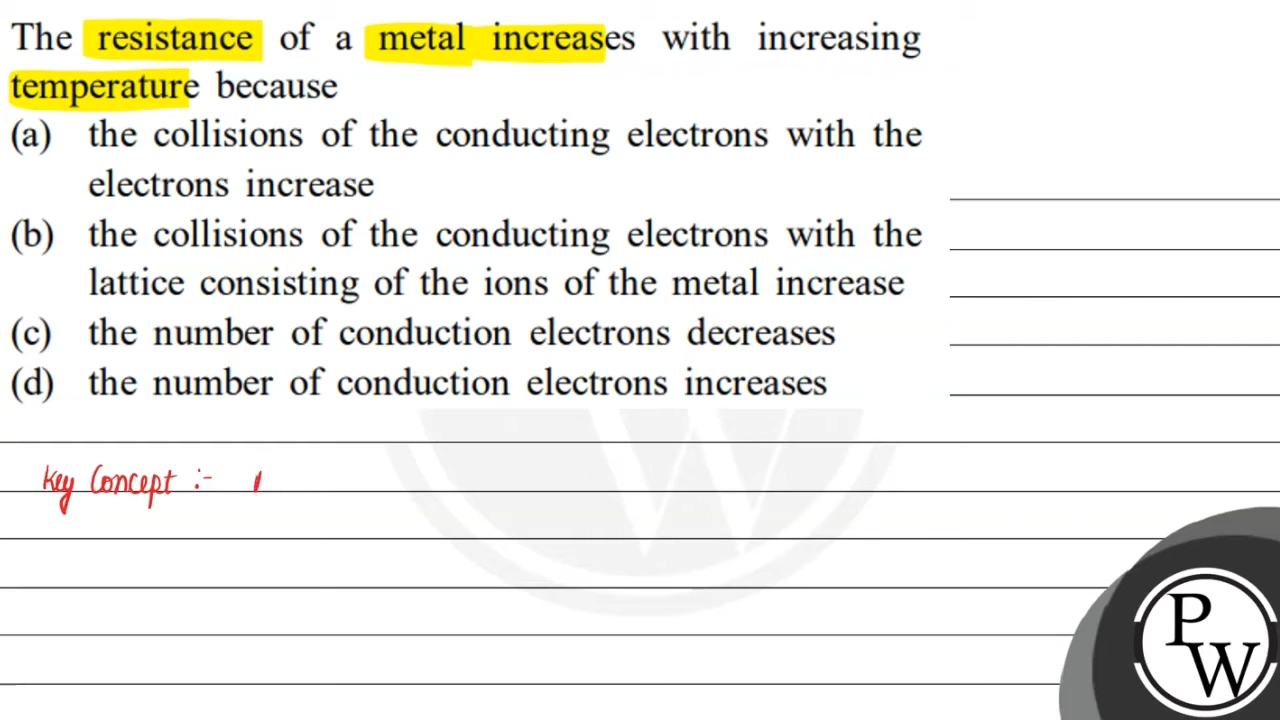 The resistance of a metal increases with increasing
temperature because
(a) the collisions of the conducting electrons with the
electrons increase
(b) the collisions of the conducting electrons with the
lattice consisting of the ions of the metal increase
(c) the number of conduction electrons decreases
(d) the number of conduction electrons increases
Key Concept :-
P
W